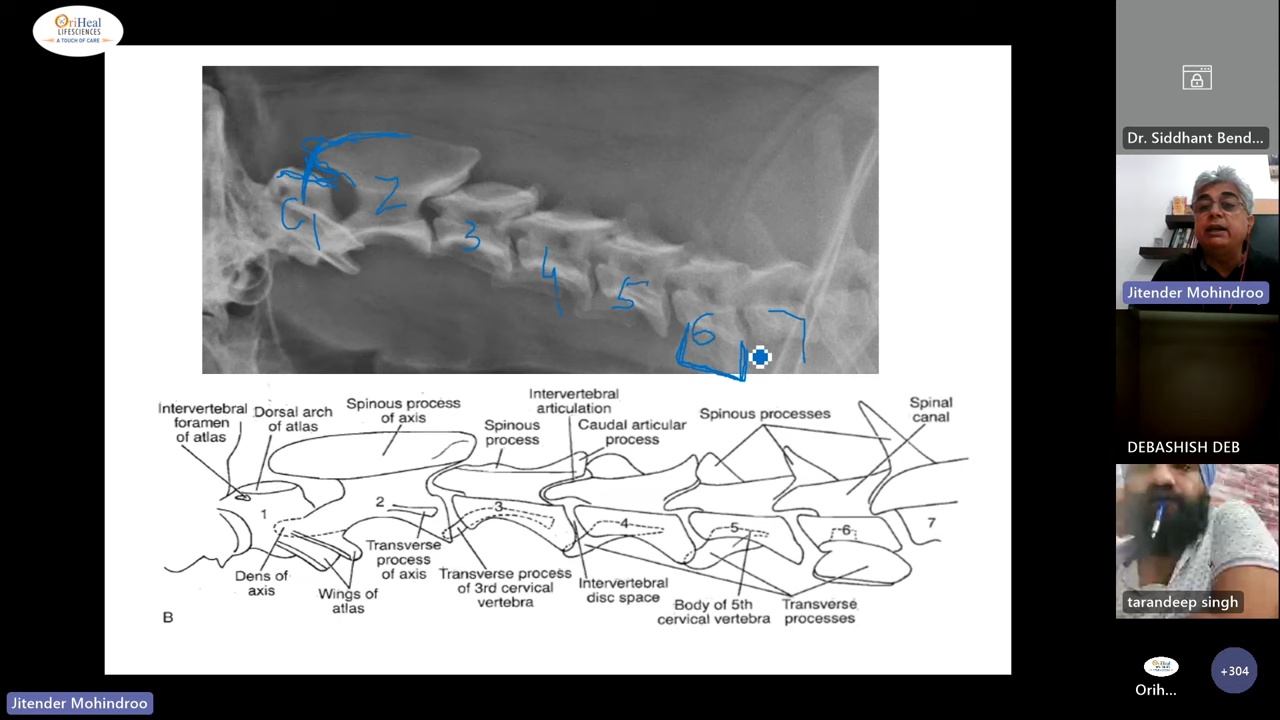 OriHeal
LIFESCIENCES
A TOUCH OF CARE
C1
2
3
4
5
6
7
Intervertebral
foramen
of atlas
Dorsal arch
of atlas
Spinous process
of axis
Spinous
process
Intervertebral
articulation
Caudal articular
process
Spinous processes
Spinal
canal
1
2
3
4
5
6
7
Dens of
axis
Wings of
atlas
Transverse
process
of axis
Transverse process
of 3rd cervical
vertebra
Intervertebral
disc space
Body of 5th
cervical vertebra
Transverse
processes
B
Jitender Mohindroo
Dr. Siddhant Bend...
Jitender Mohindroo
DEBASHISH DEB
tarandeep singh
Orih...
+304